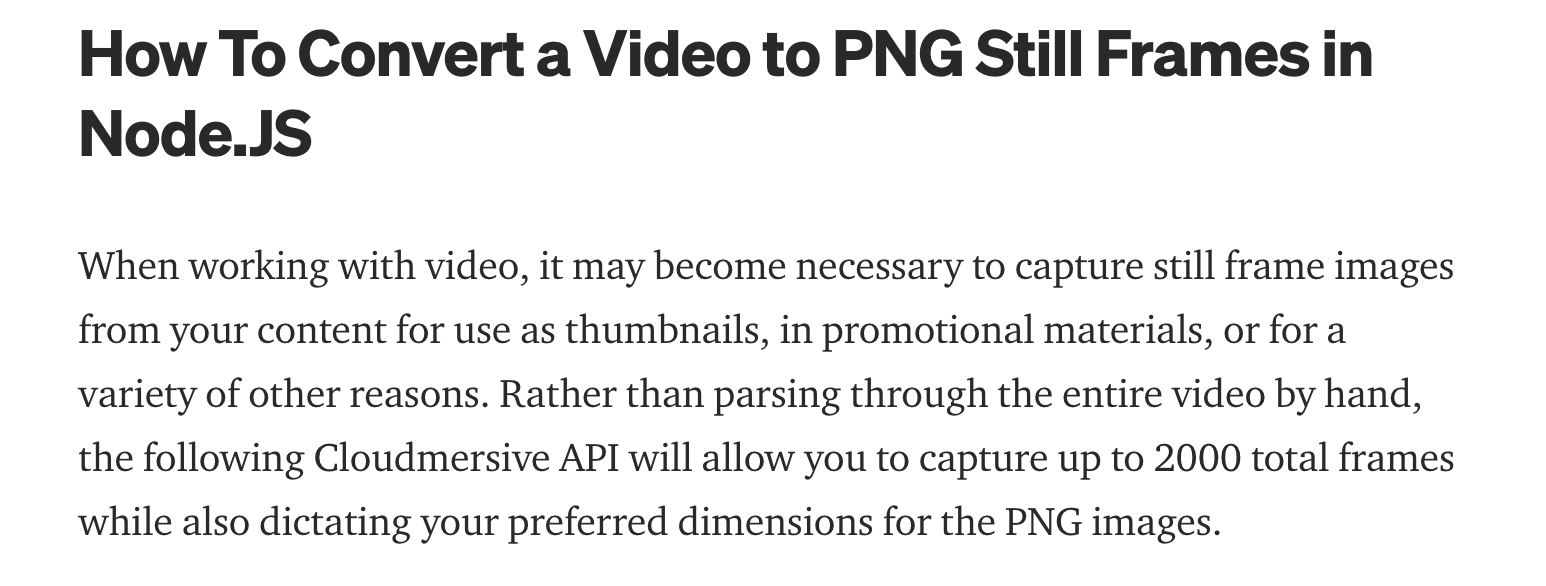 How To Convert a Video to PNG Still Frames in
Node.JS
When working with video, it may become necessary to capture still frame images
from your content for use as thumbnails, in promotional materials, or for a
variety of other reasons. Rather than parsing through the entire video by hand,
the following Cloudmersive API will allow you to capture up to 2000 total frames
while also dictating your preferred dimensions for the PNG images.